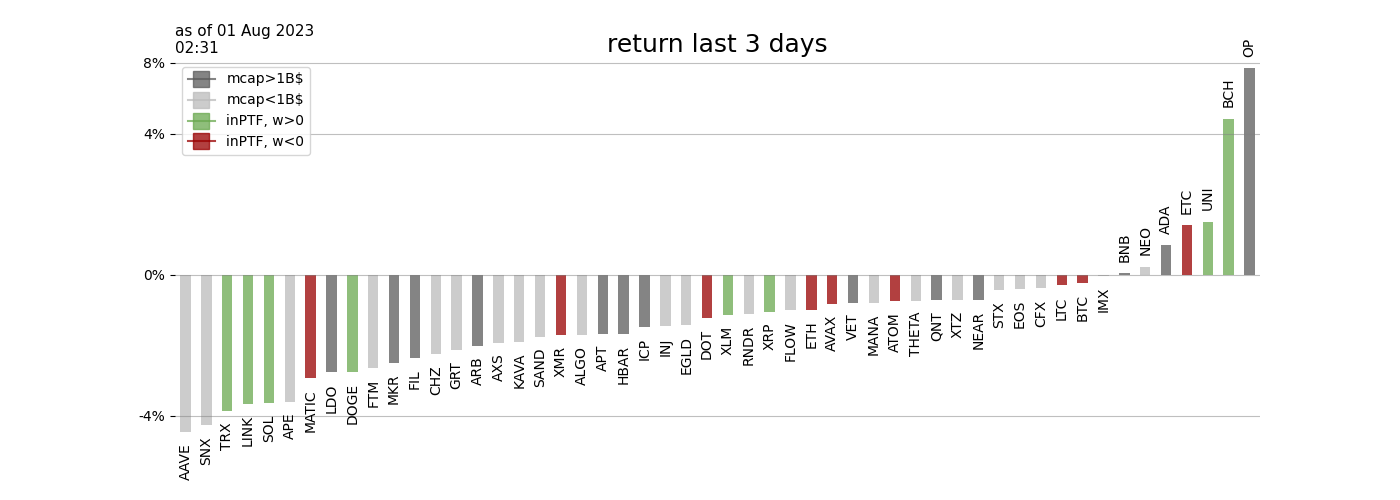 as of 01 Aug 2023
02:31
return last 3 days
8%
4%
0%
-4%
mcap>1B$
mcap<1B$
inPTF, w>0
inPTF, w<0
AAVE
SNX
TRX
LINK
SOL
APE
MATIC
LDO
DOGE
FTM
MKR
FIL
CHZ
GRT
ARB
AXS
KAVA
SAND
XMR
ALGO
APT
HBAR
ICP
INJ
EGLD
DOT
XLM
RNDR
XRP
FLOW
ETH
AVAX
VET
MANA
ATOM
THETA
QNT
XTZ
NEAR
STX
EOS
CFX
LTC
BTC
IMX
BNB
NEO
ADA
ETC
UNI
BCH
OP